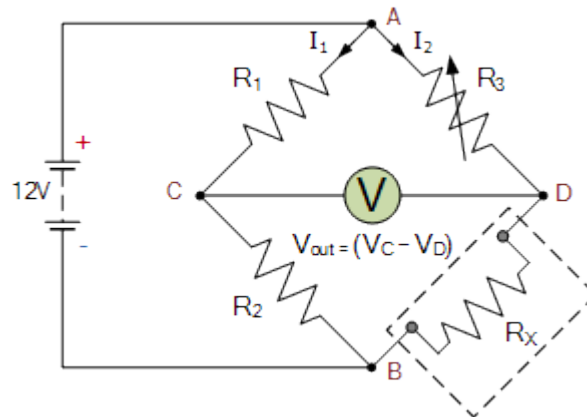 A
I₁
I₂
R₁
R₃
+
12V
C
V
D
-
Vout = (VC – VD)
R₂
RX
B